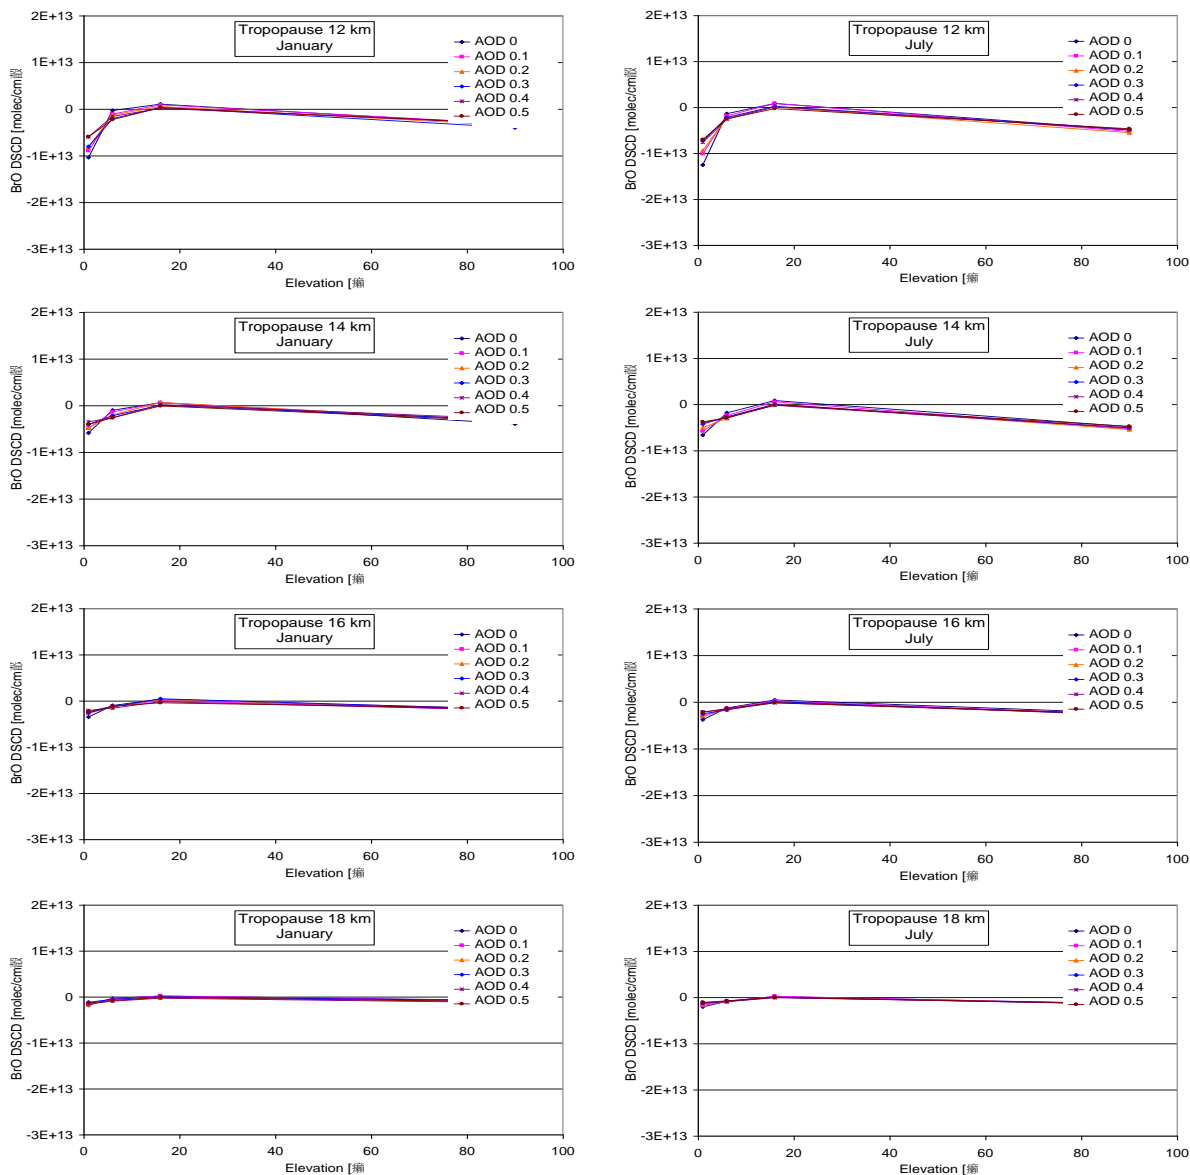 Tropopause 12 km
January
BrO DSCD [molec/cm㗀
2E+13
1E+13
0
-1E+13
-2E+13
-3E+13
0 20 40 60 80 100
Elevation [癩
AOD 0
AOD 0.1
AOD 0.2
AOD 0.3
AOD 0.4
AOD 0.5
Tropopause 12 km
July
BrO DSCD [molec/cm
2E+13
1E+13
0
-1E+13
-2E+13
-3E+13
0 20 40 60 80 100
Elevation [癩
AOD 0
AOD 0.1
AOD 0.2
AOD 0.3
AOD 0.4
AOD 0.5
Tropopause 14 km
January
BrO DSCD [molec/cm
2E+13
1E+13
0
-1E+13
-2E+13
-3E+13
0 20 40 60 80 100
Elevation [癩
AOD 0
AOD 0.1
AOD 0.2
AOD 0.3
AOD 0.4
AOD 0.5
Tropopause 14 km
July
BrO DSCD [molec/cm
2E+13
1E+13
0
-1E+13
-2E+13
-3E+13
0 20 40 60 80 100
Elevation [癩
AOD 0
AOD 0.1
AOD 0.2
AOD 0.3
AOD 0.4
AOD 0.5
Tropopause 16 km
January
BrO DSCD [molec/cm
2E+13
1E+13
0
-1E+13
-2E+13
-3E+13
0 20 40 60 80 100
Elevation [癩
AOD 0
AOD 0.1
AOD 0.2
AOD 0.3
AOD 0.4
AOD 0.5
Tropopause 16 km
July
BrO DSCD [molec/cm
2E+13
1E+13
0
-1E+13
-2E+13
-3E+13
0 20 40 60 80 100
Elevation [癩
AOD 0
AOD 0.1
AOD 0.2
AOD 0.3
AOD 0.4
AOD 0.5
Tropopause 18 km
January
BrO DSCD [molec/cm
2E+13
1E+13
0
-1E+13
-2E+13
-3E+13
0 20 40 60 80 100
Elevation [癩
AOD 0
AOD 0.1
AOD 0.2
AOD 0.3
AOD 0.4
AOD 0.5
Tropopause 18 km
July
BrO DSCD [molec/cm
2E+13
1E+13
0
-1E+13
-2E+13
-3E+13
0 20 40 60 80 100
Elevation [癩
AOD 0
AOD 0.1
AOD 0.2
AOD 0.3
AOD 0.4
AOD 0.5